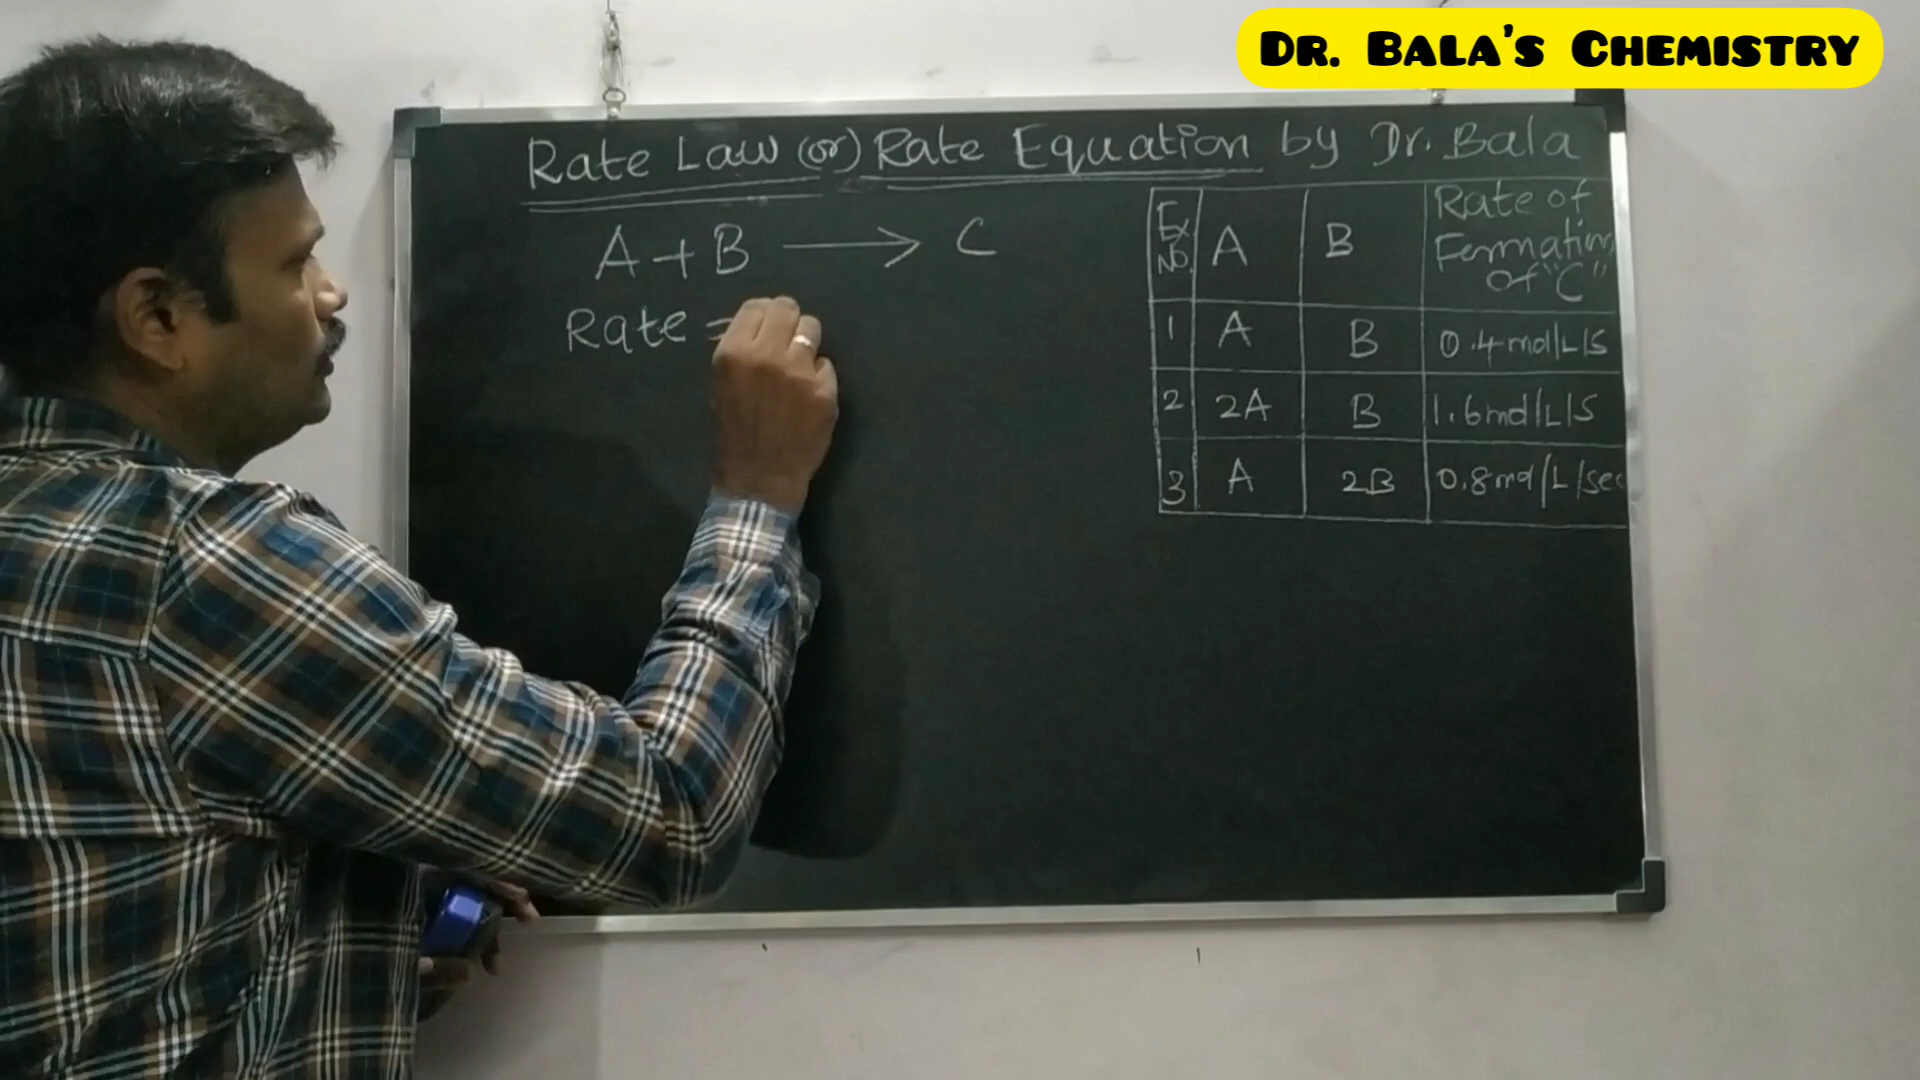 DR. BALA'S CHEMISTRY
Rate Law (or) Rate Equation by Dr. Bala
A + B ⟶ C
Rate =
Ex. No. A B Rate of Formation of "C"
1 A B 0.4 mol/L/S
2 2A B 1.6 mol/L/S
3 A 2B 0.8 mol/L/sec